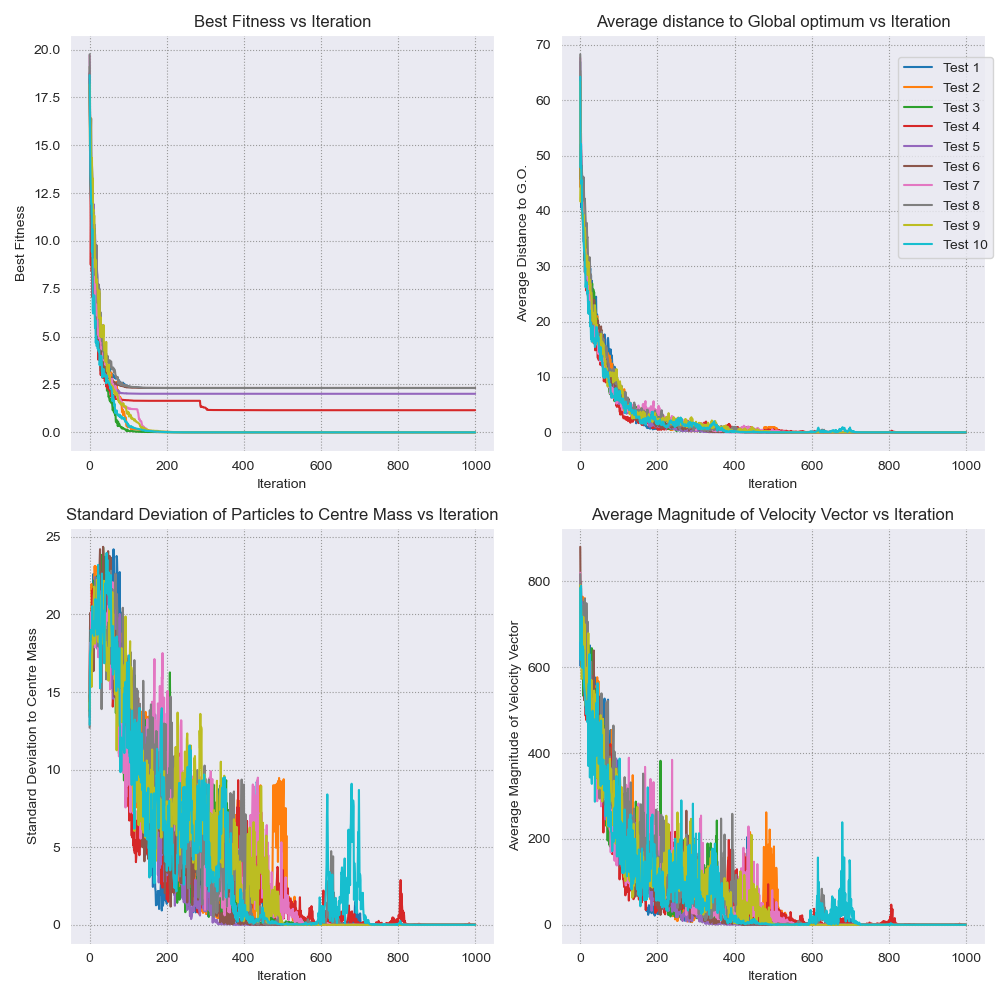 Best Fitness vs Iteration
20.0
17.5
15.0
12.5
10.0
7.5
5.0
2.5
0.0
Best Fitness
0 200 400 600 800 1000
Iteration
Average distance to Global optimum vs Iteration
70
60
50
40
30
20
10
0
Average Distance to G.O.
0 200 400 600 800 1000
Iteration
Test 1
Test 2
Test 3
Test 4
Test 5
Test 6
Test 7
Test 8
Test 9
Test 10
Standard Deviation of Particles to Centre Mass vs Iteration
25
20
15
10
5
0
Standard Deviation to Centre Mass
0 200 400 600 800 1000
Iteration
Average Magnitude of Velocity Vector vs Iteration
800
600
400
200
0
Average Magnitude of Velocity Vector
0 200 400 600 800 1000
Iteration